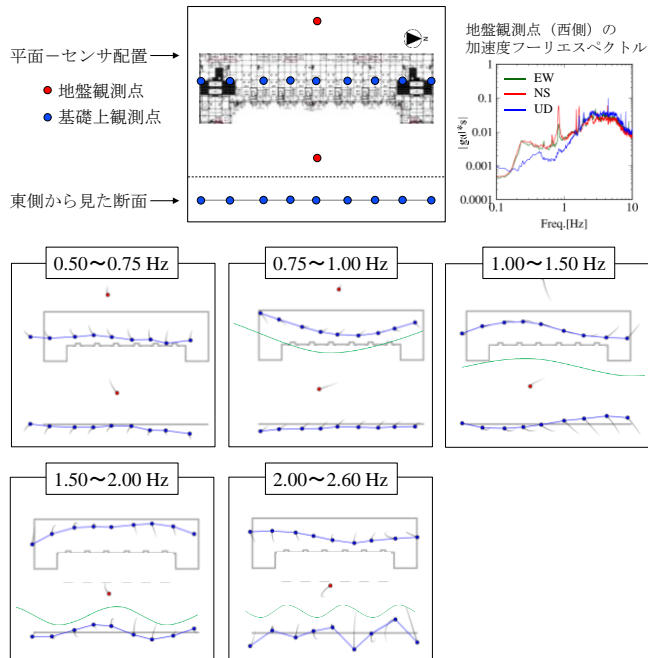 平面－センサ配置
地盤観測点
基礎上観測点
東側から見た断面
N
地盤観測点（西側）の
加速度フーリエスペクトル
EW
NS
UD
|gal*s|
1
0.1
0.01
0.001
0.0001
0.1
1
10
Freq.[Hz]
0.50～0.75 Hz
0.75～1.00 Hz
1.00～1.50 Hz
1.50～2.00 Hz
2.00～2.60 Hz